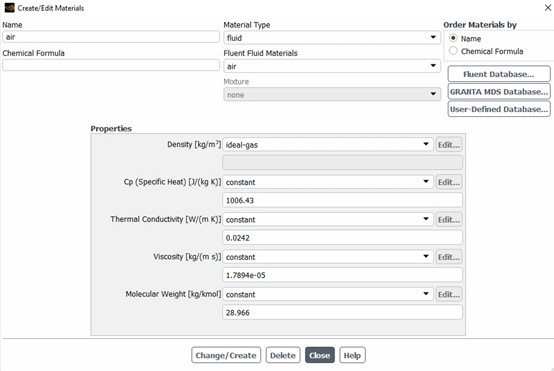 Create/Edit Materials
Name
air
Material Type
fluid
Order Materials by
Name
Chemical Formula
Chemical Formula
Fluent Fluid Materials
air
Mixture
none
Fluent Database...
GRANTA MDS Database...
User-Defined Database...
Properties
Density [kg/m³] ideal-gas Edit...
Cp (Specific Heat) [J/(kg K)] constant Edit...
1006.43
Thermal Conductivity [W/(m K)] constant Edit...
0.0242
Viscosity [kg/(m s)] constant Edit...
1.7894e-05
Molecular Weight [kg/kmol] constant Edit...
28.966
Change/Create Delete Close Help